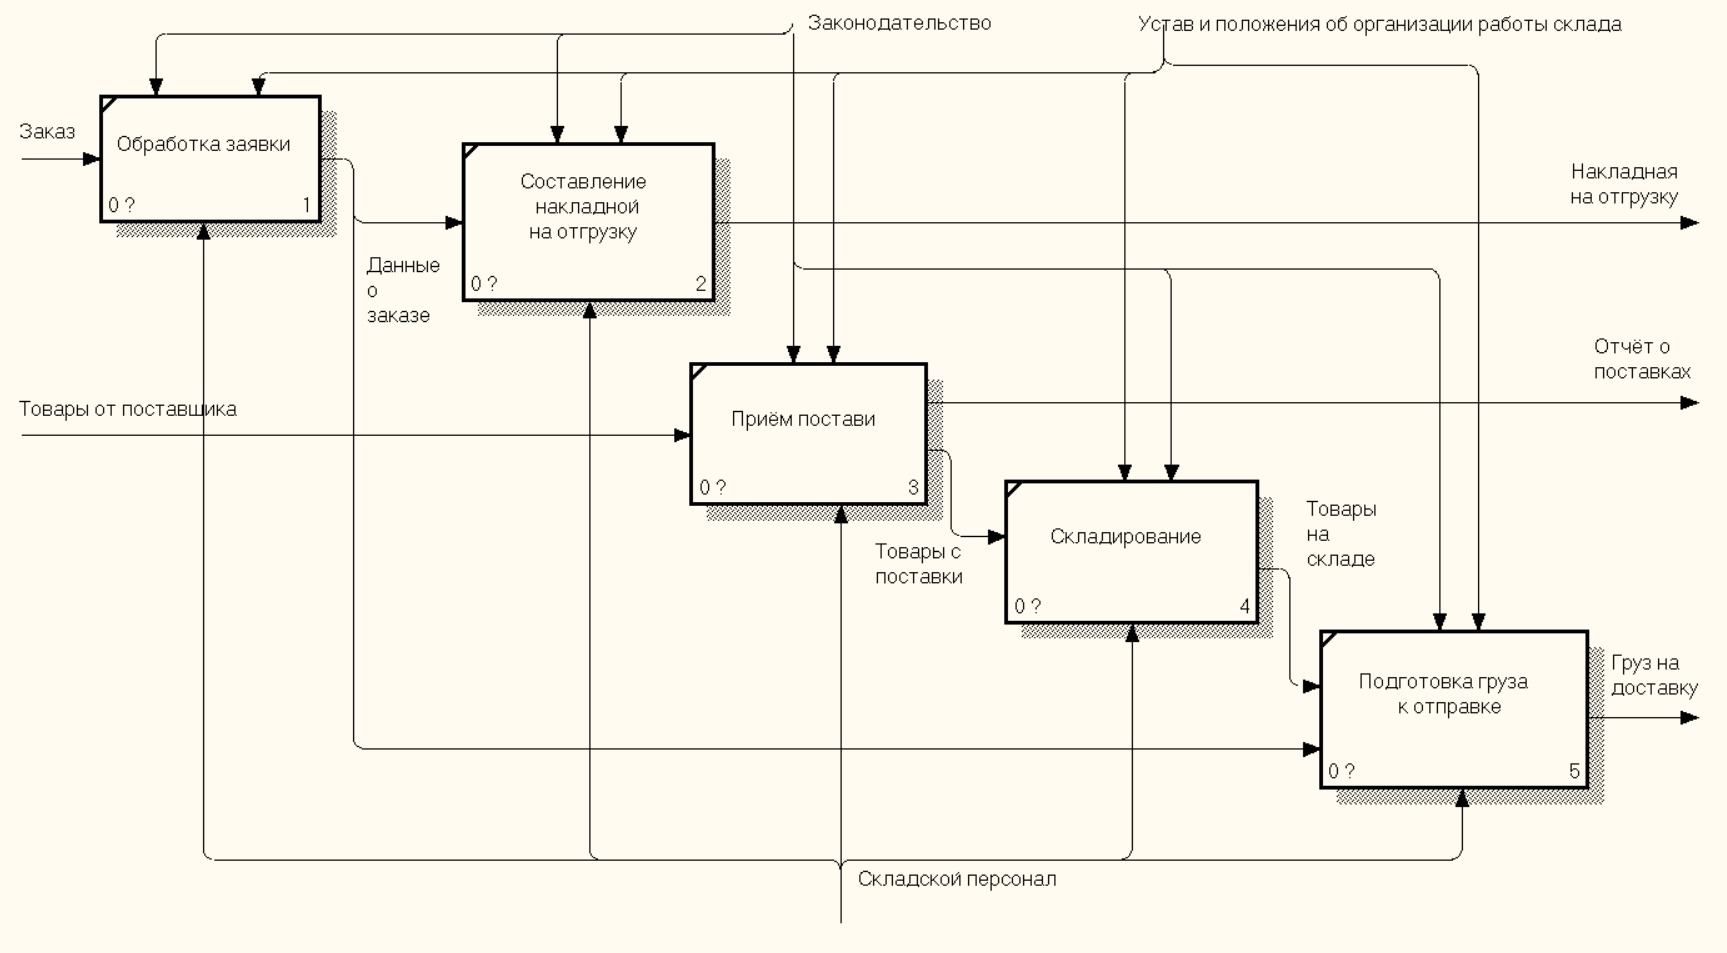 Законодательство
Устав и положения об организации работы склада
Заказ
Обработка заявки
0 ?
1
Составление
накладной
на отгрузку
0 ?
2
Накладная
на отгрузку
Данные
о
заказе
Отчёт о
поставках
Товары от поставщика
Приём постави
0 ?
3
Товары с
поставки
Складирование
0 ?
4
Товары
на
складе
Подготовка груза
к отправке
0 ?
5
Груз на
доставку
Складской персонал